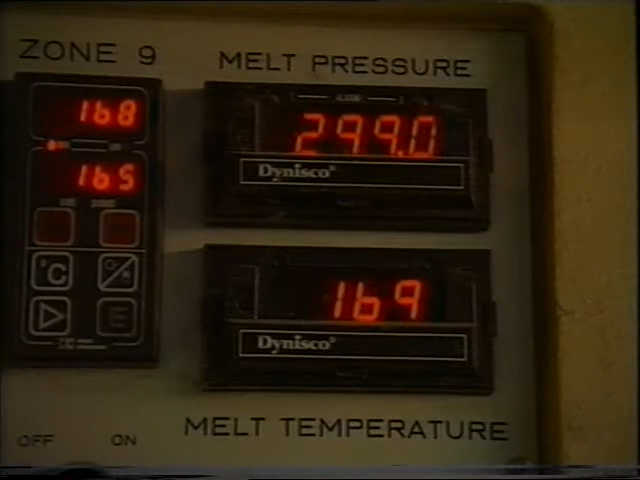 ZONE 9
168
165
°C
E
MELT PRESSURE
299.0
Dynisco
169
Dynisco
MELT TEMPERATURE
OFF ON